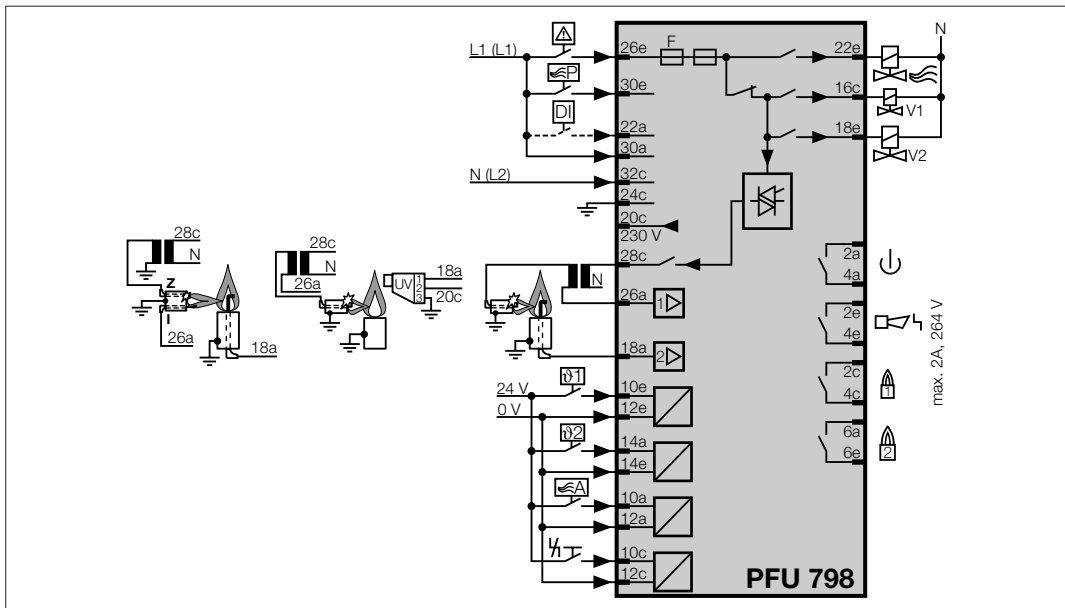 L1 (L1)
26e
F
22e
N
P
30e
16c
V1
DI
22a
18e
V2
30a
N (L2)
32c
24c
20c
230 V
28c
N
28c
N
26a
Z
I
26a
18a
UV
1
2
3
18a
20c
28c
N
26a
1
18a
2
24 V
0 V
ϑ1
10e
12e
ϑ2
14a
14e
A
10a
12a
10c
12c
2a
4a
2e
4e
2c
4c
1
6a
6e
2
max. 2A, 264 V
PFU 798